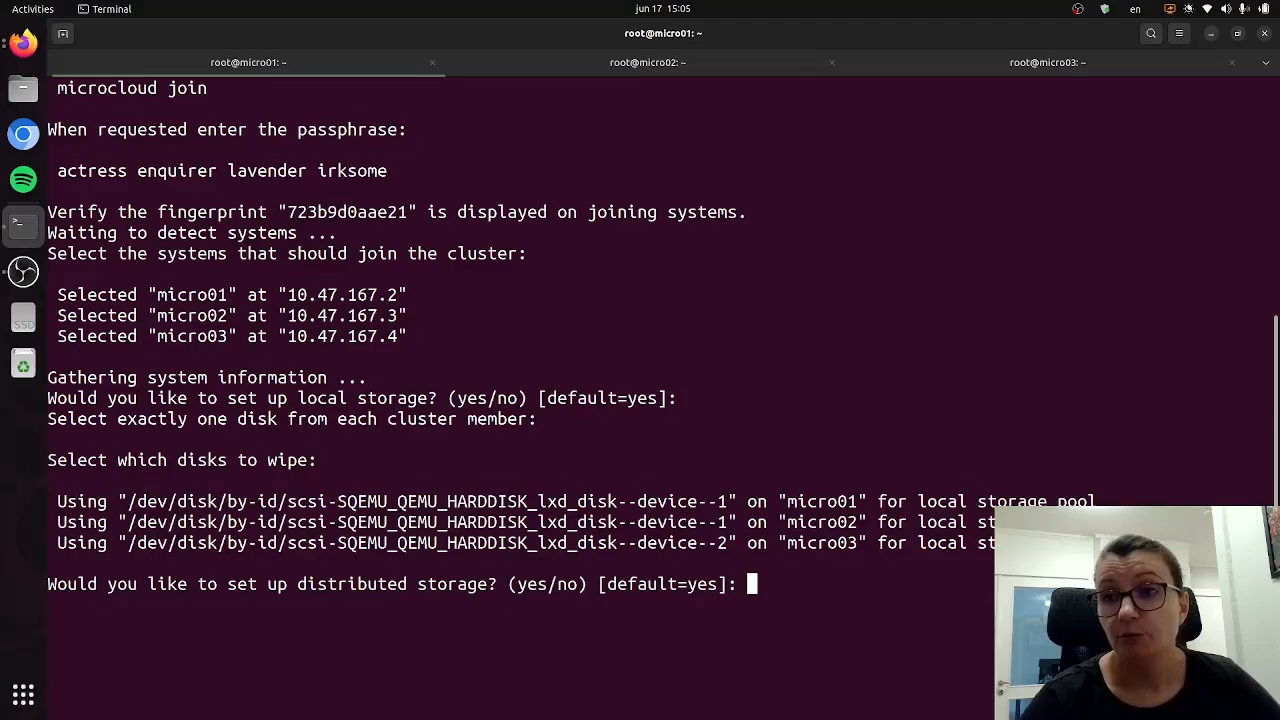 Activities
Terminal
jun 17 15:05
en
root@micro01: ~
root@micro01: ~
root@micro02: ~
root@micro03: ~
microcloud join
When requested enter the passphrase:
actress enquirer lavender irksome
Verify the fingerprint "723b9d0aae21" is displayed on joining systems.
Waiting to detect systems ...
Select the systems that should join the cluster:
Selected "micro01" at "10.47.167.2"
Selected "micro02" at "10.47.167.3"
Selected "micro03" at "10.47.167.4"
Gathering system information ...
Would you like to set up local storage? (yes/no) [default=yes]:
Select exactly one disk from each cluster member:
Select which disks to wipe:
Using "/dev/disk/by-id/scsi-SQEMU_QEMU_HARDDISK_lxd_disk--device--1" on "micro01" for local storage pool
Using "/dev/disk/by-id/scsi-SQEMU_QEMU_HARDDISK_lxd_disk--device--1" on "micro02" for local
Using "/dev/disk/by-id/scsi-SQEMU_QEMU_HARDDISK_lxd_disk--device--2" on "micro03" for local
Would you like to set up distributed storage? (yes/no) [default=yes]:
SSD